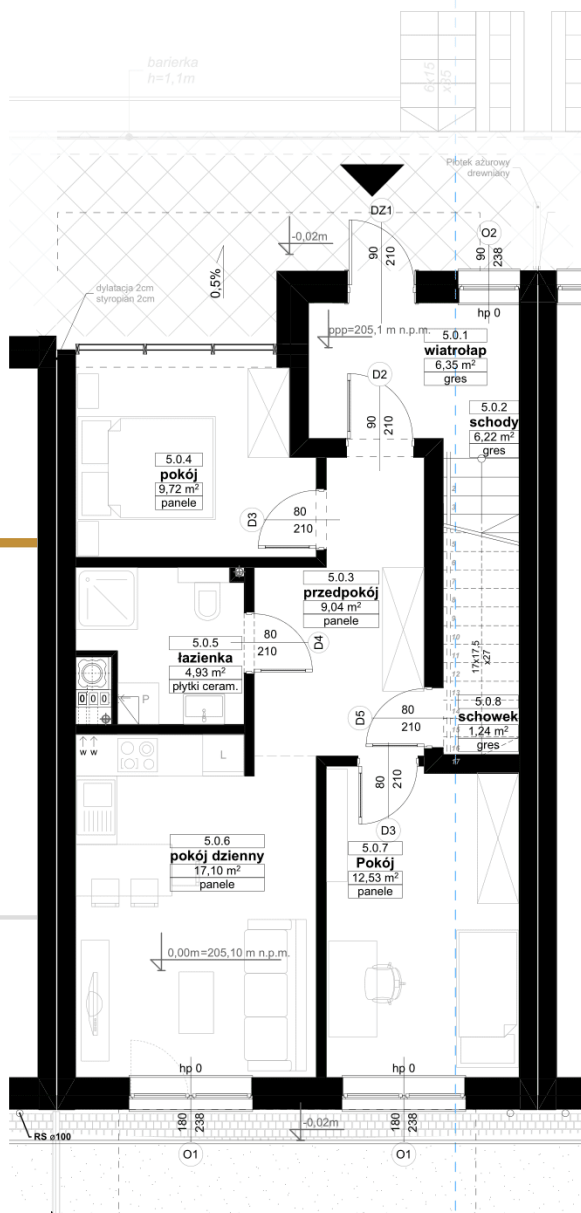 barierka
h=1,1m
6x15
x35
Płotek ażurowy
drewniany
DZ1
-0,02m
O2
90
210
90
238
0,5%
dylatacja 2cm
styropian 2cm
hp 0
ppp=205,1 m n.p.m.
5.0.1
wiatrołap
6,35 m²
gres
D2
90
210
5.0.2
schody
6,22 m²
gres
5.0.4
pokój
9,72 m²
panele
D3
80
210
5.0.3
przedpokój
9,04 m²
panele
5.0.5
łazienka
4,93 m²
płytki ceram.
80
210
D4
17x17,5
x27
P
5.0.8
schowek
1,24 m²
gres
D5
80
210
17
w w
L
80
210
D3
5.0.6
pokój dzienny
17,10 m²
panele
5.0.7
Pokój
12,53 m²
panele
0,00m=205,10 m n.p.m.
hp 0
hp 0
180
238
-0,02m
180
238
RS ø100
O1
O1